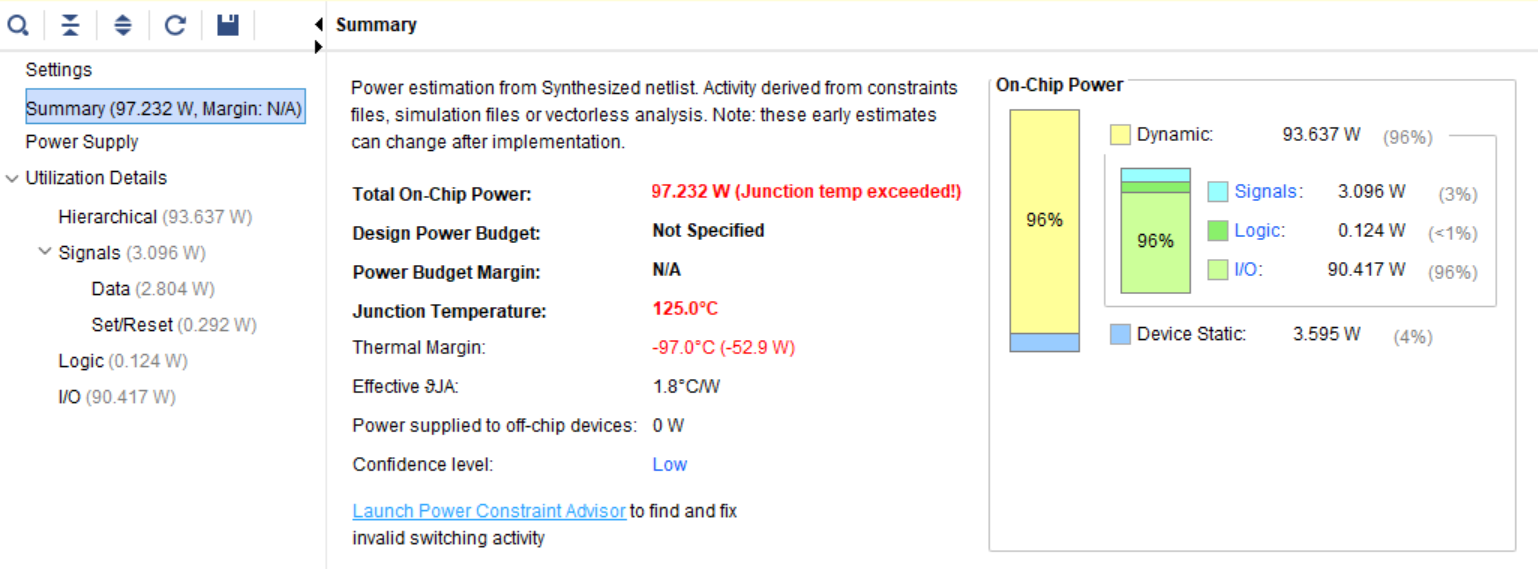 Summary
Settings
Summary (97.232 W, Margin: N/A)
Power Supply
Utilization Details
Hierarchical (93.637 W)
Signals (3.096 W)
Data (2.804 W)
Set/Reset (0.292 W)
Logic (0.124 W)
I/O (90.417 W)
Power estimation from Synthesized netlist. Activity derived from constraints
files, simulation files or vectorless analysis. Note: these early estimates
can change after implementation.
Total On-Chip Power: 97.232 W (Junction temp exceeded!)
Design Power Budget: Not Specified
Power Budget Margin: N/A
Junction Temperature: 125.0°C
Thermal Margin: -97.0°C (-52.9 W)
Effective ϑJA: 1.8°C/W
Power supplied to off-chip devices: 0 W
Confidence level: Low
Launch Power Constraint Advisor to find and fix
invalid switching activity
On-Chip Power
96%
Dynamic: 93.637 W (96%)
96%
Signals: 3.096 W (3%)
Logic: 0.124 W (<1%)
I/O: 90.417 W (96%)
Device Static: 3.595 W (4%)